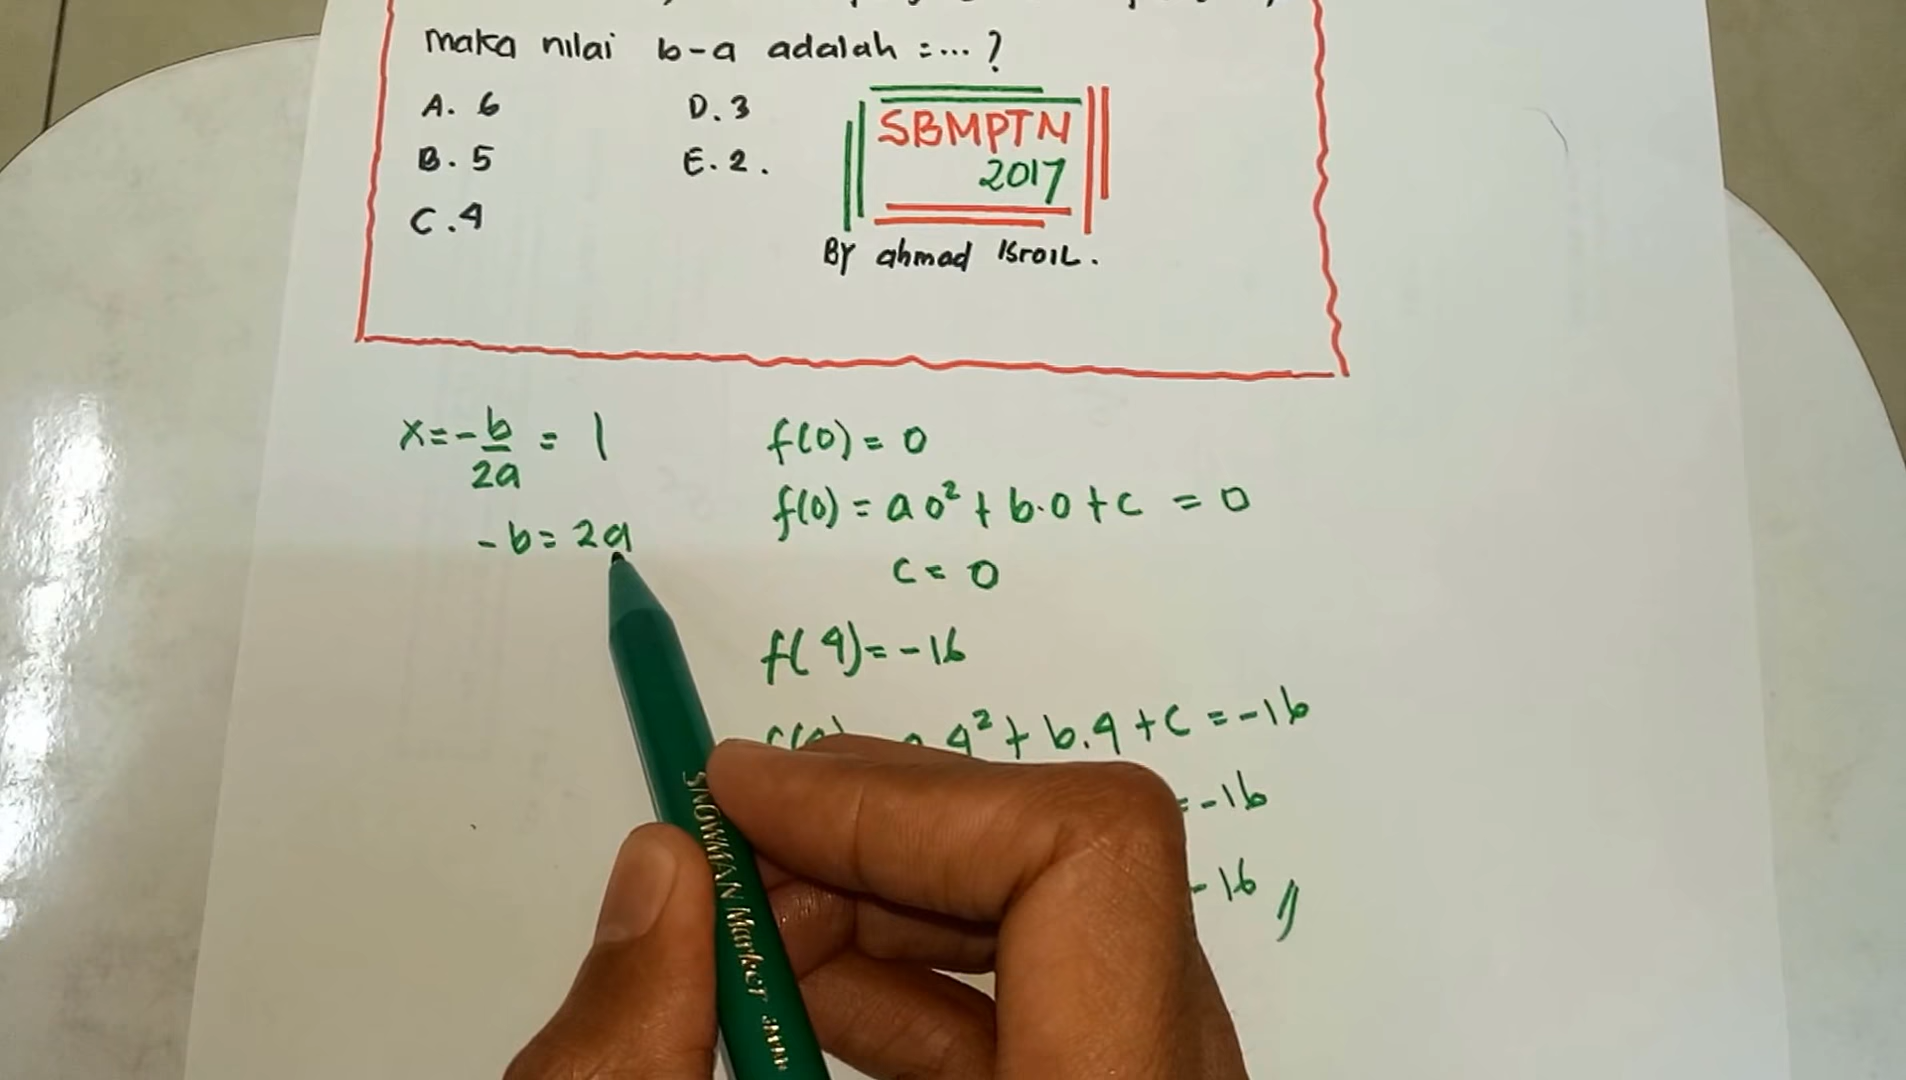 maka nilai b-a adalah =...?
A. 6
D. 3
B. 5
E. 2.
C. 4
SBMPTN
2017
BY ahmad IsroIL.
x = -b/2a = 1
-b = 2a
f(0) = 0
f(0) = a0² + b.0 + c = 0
c = 0
f(4) = -16
4² + b.4 + c = -16
= -16
- 16 //
SNOWMAN Marker